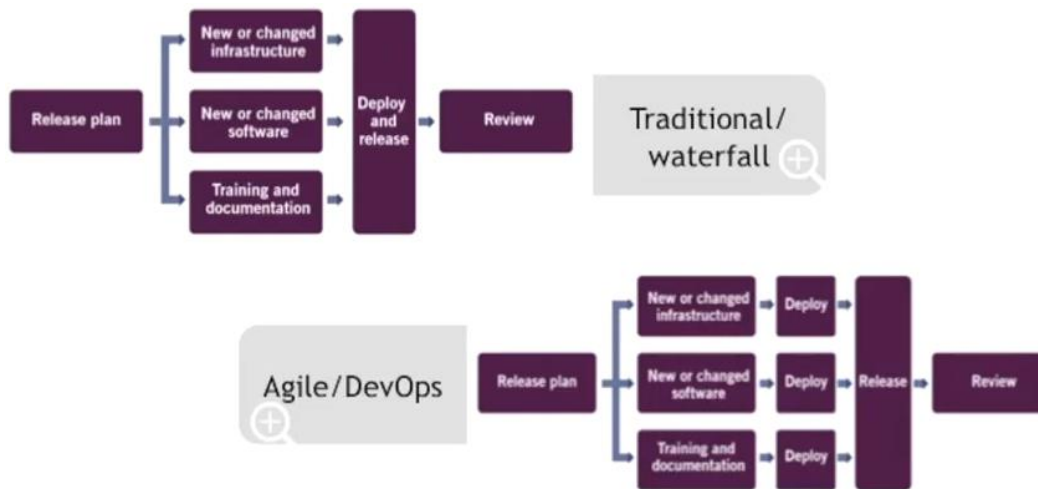 New or changed
infrastructure
Release plan
New or changed
software
Deploy
and
release
Review
Training and
documentation
Traditional/
waterfall
New or changed
infrastructure
Deploy
Agile/DevOps
Release plan
New or changed
software
Deploy
Release
Review
Training and
documentation
Deploy